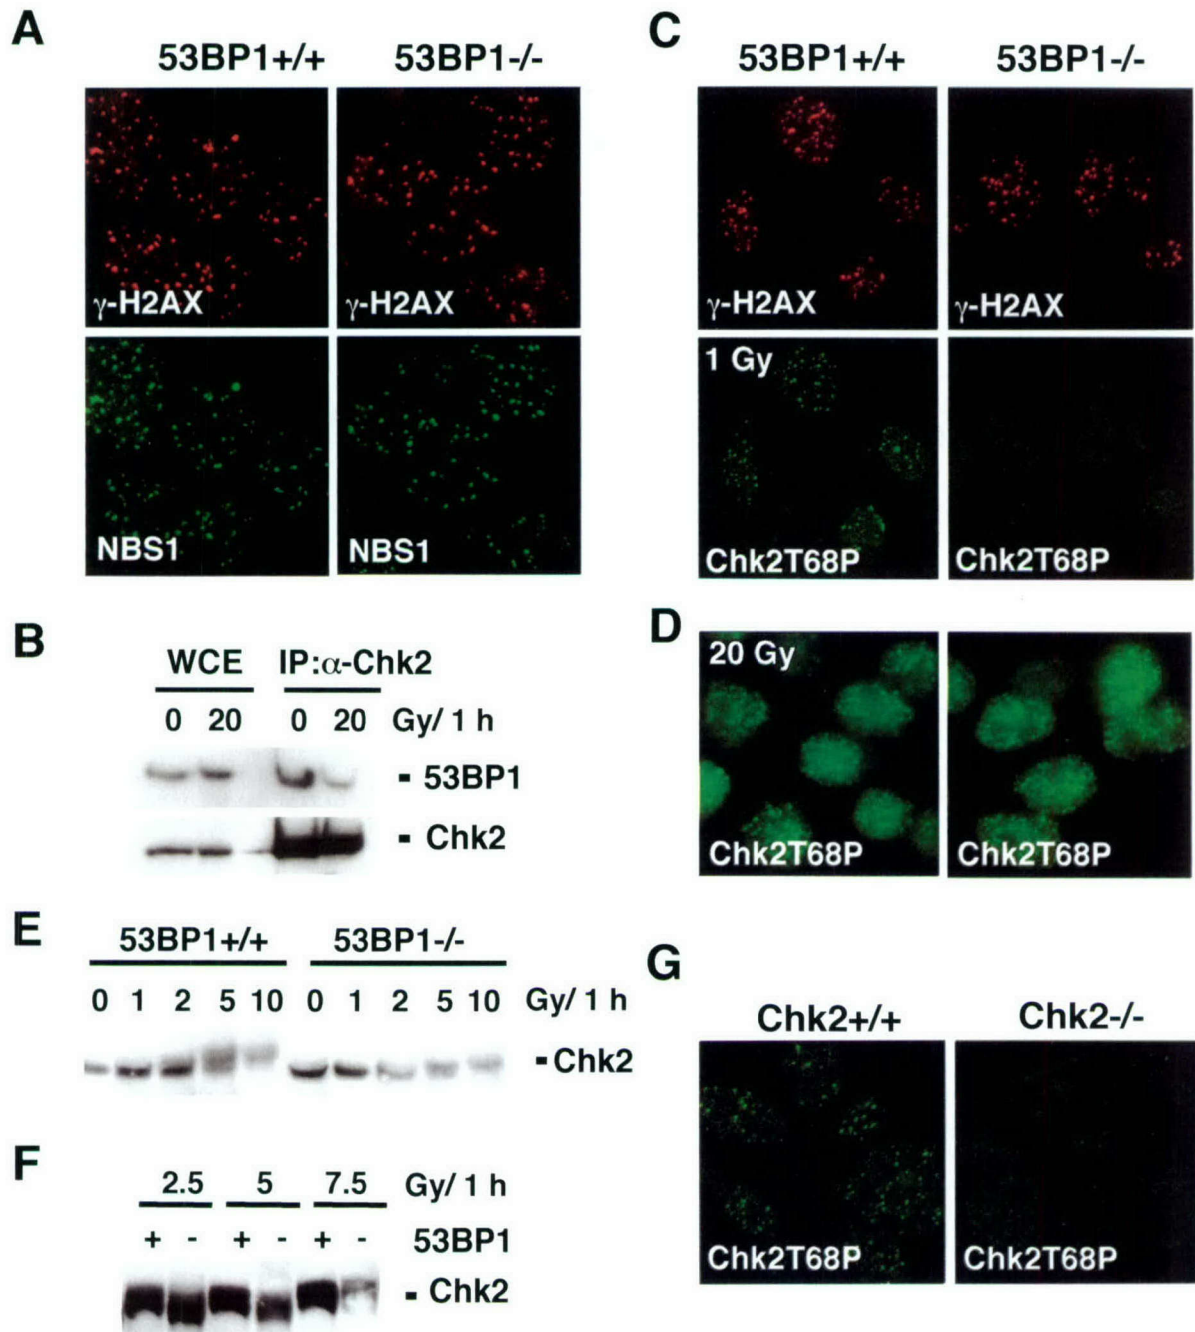 A
53BP1+/+ 53BP1-/-
γ-H2AX γ-H2AX
NBS1 NBS1
B
WCE IP:α-Chk2
0 20 0 20 Gy/ 1 h
- 53BP1
- Chk2
C
53BP1+/+ 53BP1-/-
γ-H2AX γ-H2AX
1 Gy
Chk2T68P Chk2T68P
D
20 Gy
Chk2T68P Chk2T68P
E
53BP1+/+ 53BP1-/-
0 1 2 5 10 0 1 2 5 10 Gy/ 1 h
- Chk2
F
2.5 5 7.5 Gy/ 1 h
+ - + - + - 53BP1
- Chk2
G
Chk2+/+ Chk2-/-
Chk2T68P Chk2T68P